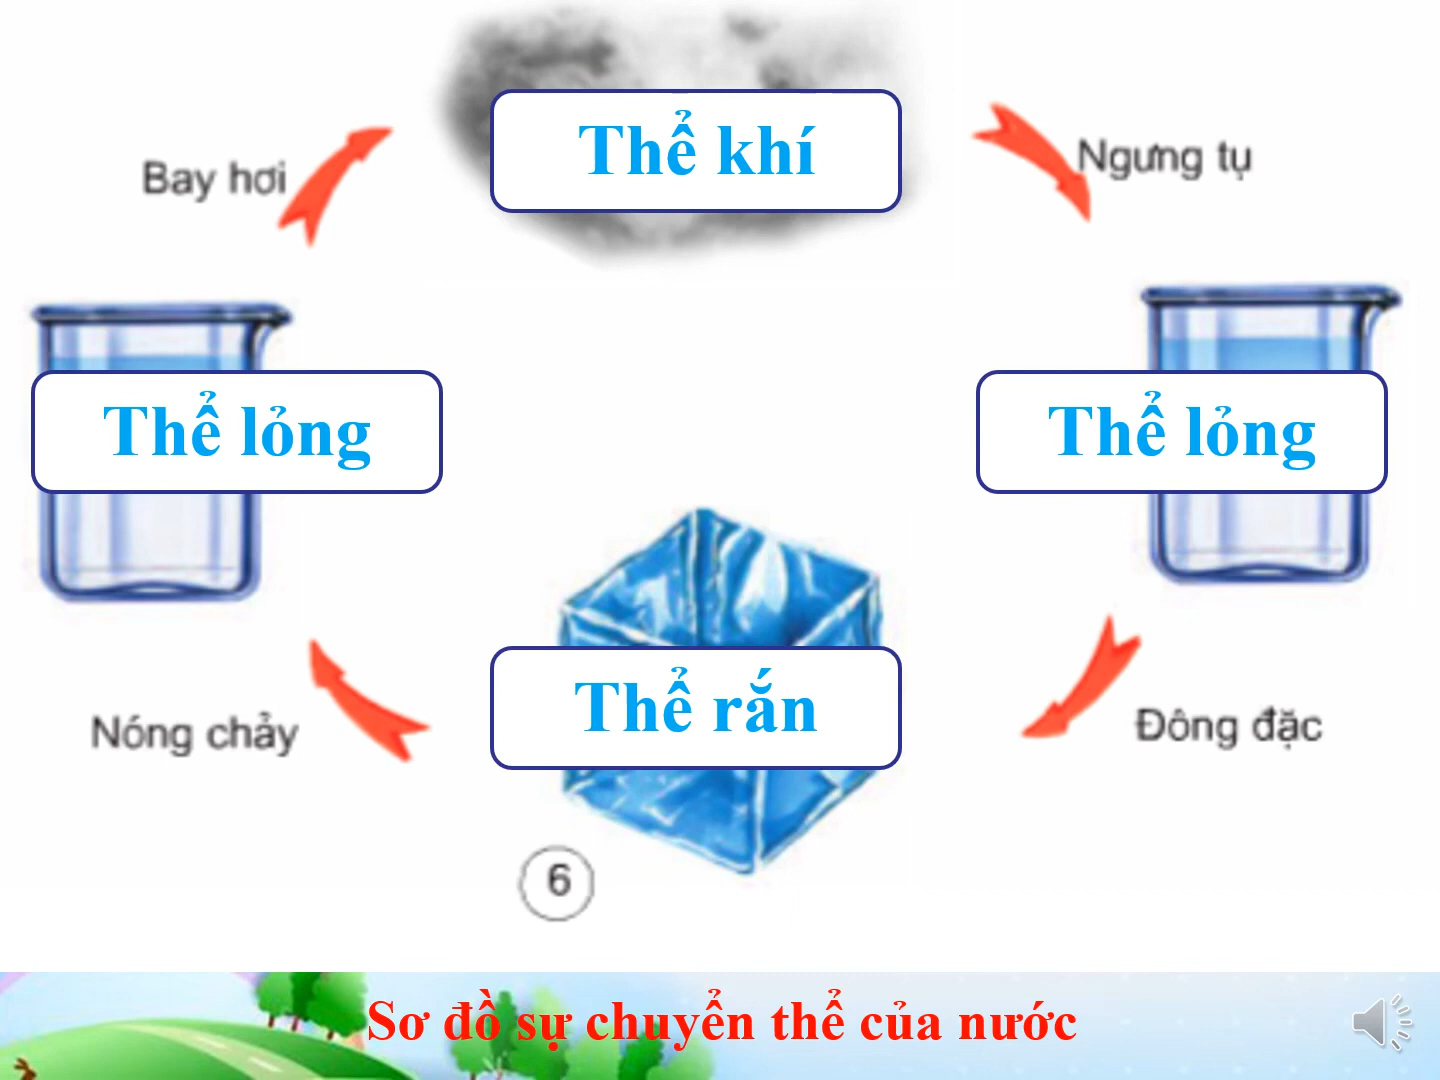 Thể khí
Bay hơi
Ngưng tụ
Thể lỏng
Thể lỏng
Thể rắn
Nóng chảy
Đông đặc
6
Sơ đồ sự chuyển thể của nước